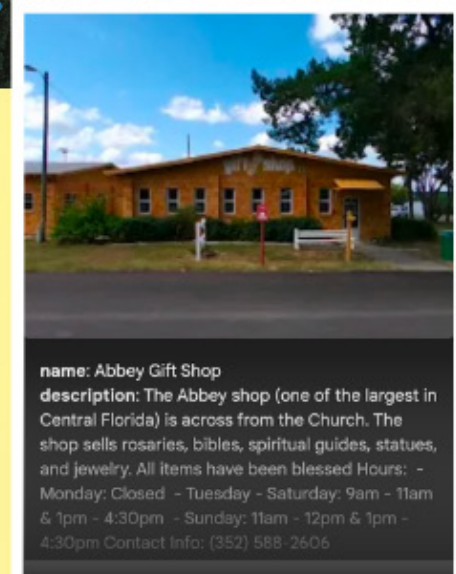 name: Abbey Gift Shop
description: The Abbey shop (one of the largest in
Central Florida) is across from the Church. The
shop sells rosaries, bibles, spiritual guides, statues,
and jewelry. All items have been blessed Hours: -
Monday: Closed - Tuesday - Saturday: 9am - 11am
& 1pm - 4:30pm - Sunday: 11am - 12pm & 1pm -
4:30pm Contact Info: (352) 588-2606